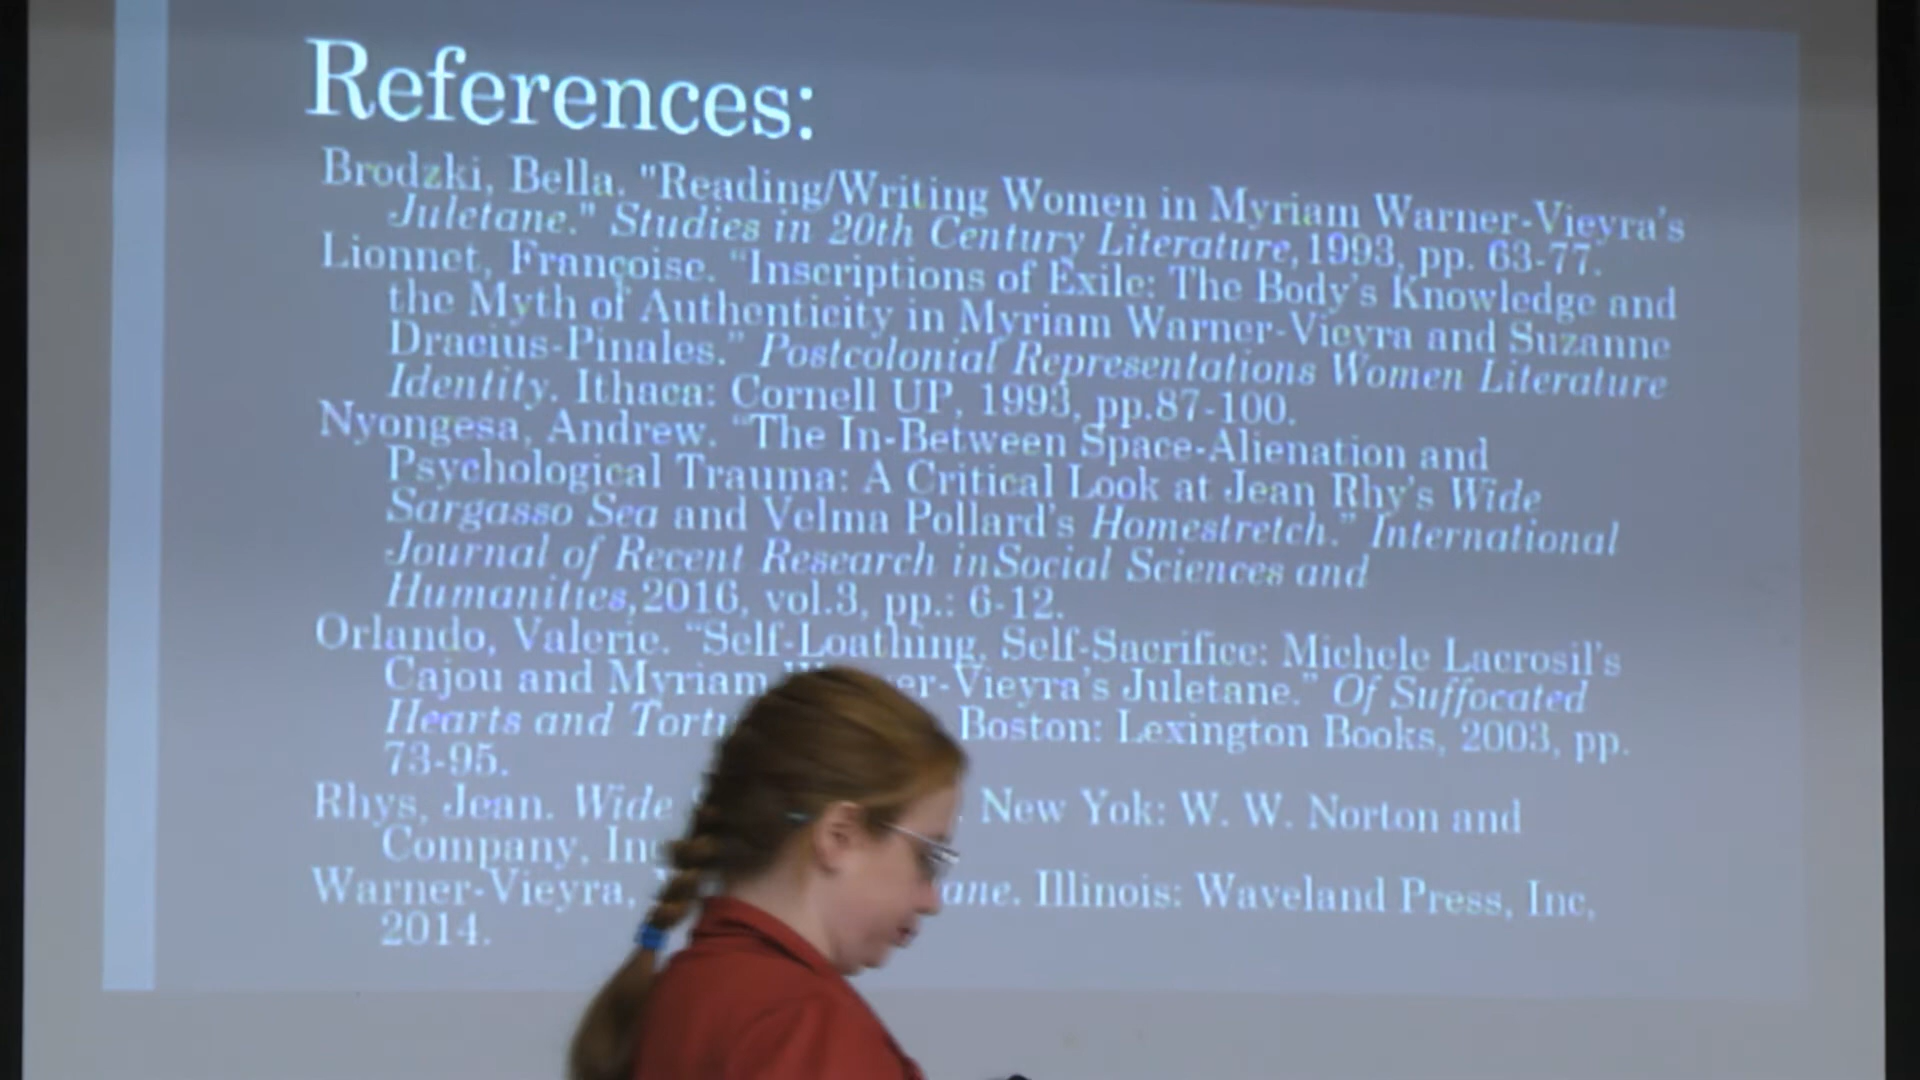 References:
Brodzki, Bella. "Reading/Writing Women in Myriam Warner-Vieyra's
Juletane." Studies in 20th Century Literature, 1993, pp. 63-77.
Lionnet, Françoise. “Inscriptions of Exile: The Body’s Knowledge and
the Myth of Authenticity in Myriam Warner-Vieyra and Suzanne
Dracius-Pinales.” Postcolonial Representations Women Literature
Identity. Ithaca: Cornell UP, 1993, pp.87-100.
Nyongesa, Andrew. “The In-Between Space-Alienation and
Psychological Trauma: A Critical Look at Jean Rhy’s Wide
Sargasso Sea and Velma Pollard’s Homestretch.” International
Journal of Recent Research inSocial Sciences and
Humanities,2016, vol.3, pp.: 6-12.
Orlando, Valerie. “Self-Loathing, Self-Sacrifice: Michele Lacrosil’s
Cajou and Myriam er-Vieyra’s Juletane.” Of Suffocated
Hearts and Boston: Lexington Books, 2003, pp.
73-95.
Rhys, Jean. Wide New Yok: W. W. Norton and
Company,
Warner-Vieyra, ane. Illinois: Waveland Press, Inc,
2014.